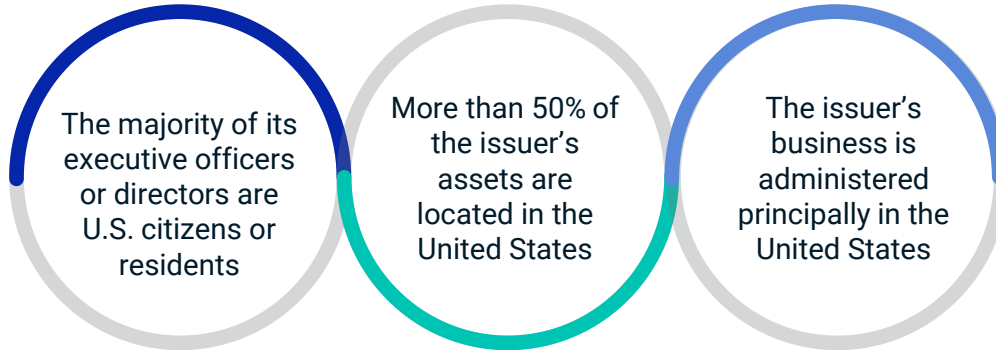 The majority of its
executive officers
or directors are
U.S. citizens or
residents
More than 50% of
the issuer’s
assets are
located in the
United States
The issuer’s
business is
administered
principally in the
United States